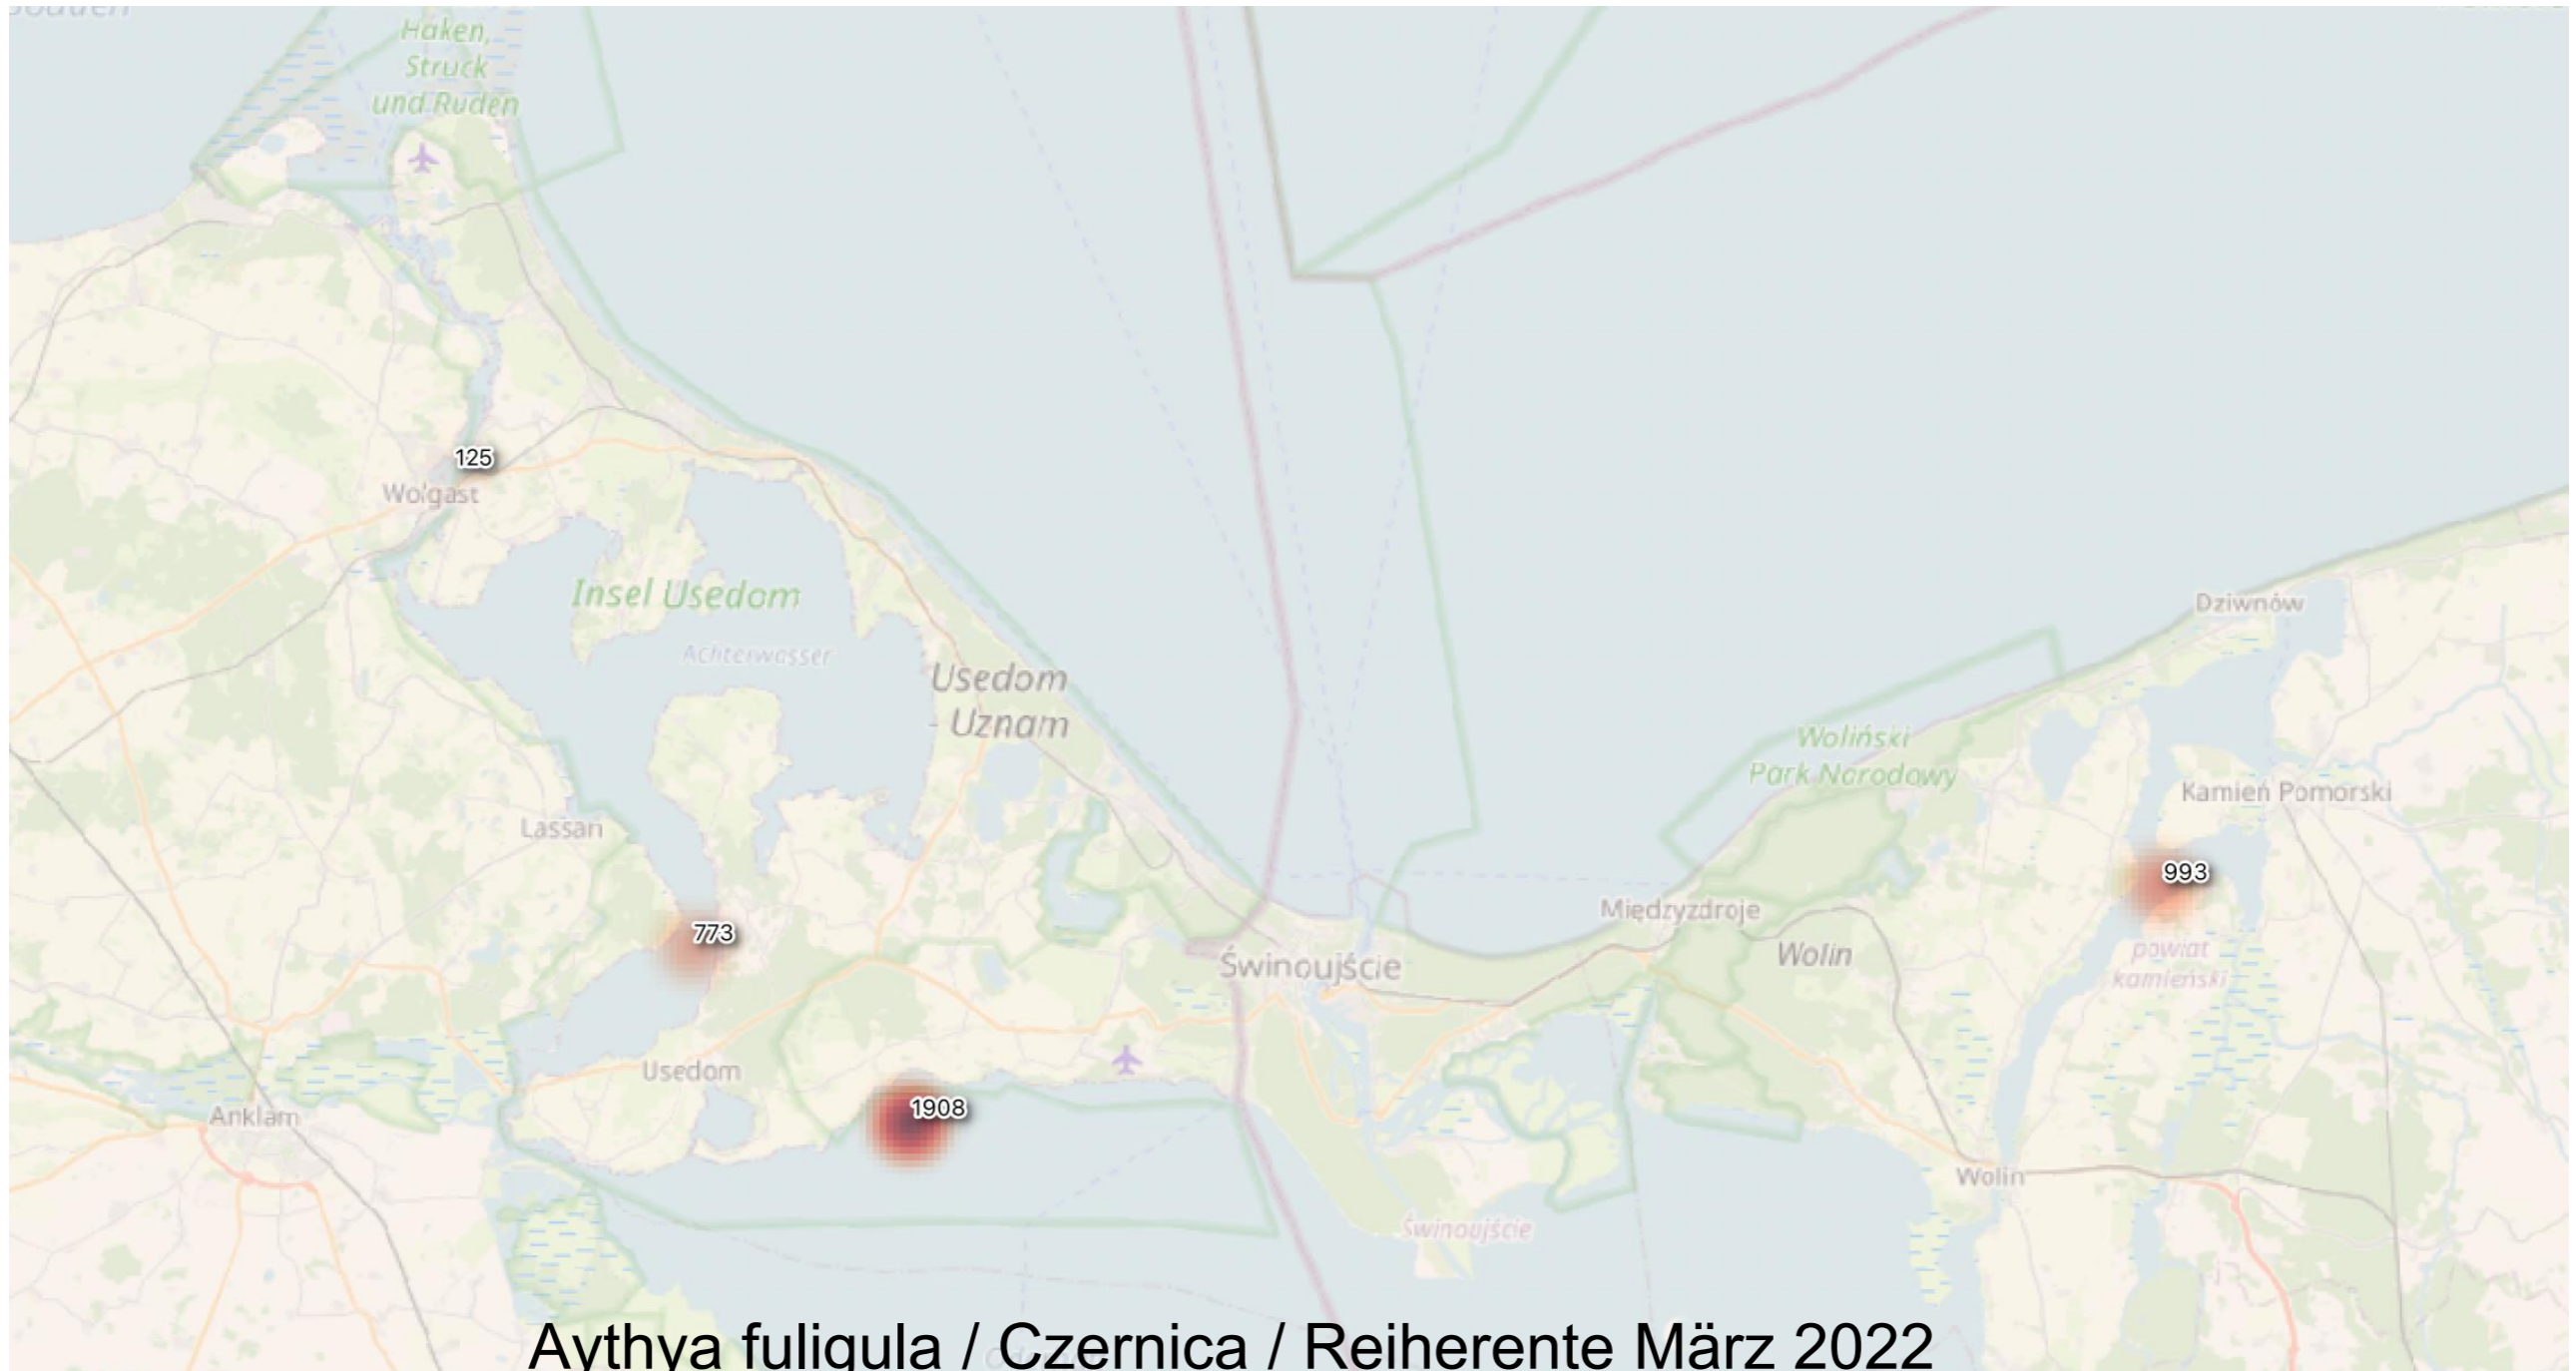 Haken,
Struck
und Ruden
125
Wolgast
Insel Usedom
Achterwasser
Dziwnów
Usedom
- Uznam
Woliński
Park Narodowy
Kamień Pomorski
Lassan
993
Międzyzdroje
773
Wolin
powiat
kamieński
Świnoujście
Usedom
1908
Anklam
Wolin
Świnoujście
Aythya fuligula / Czernica / Reiherente März 2022